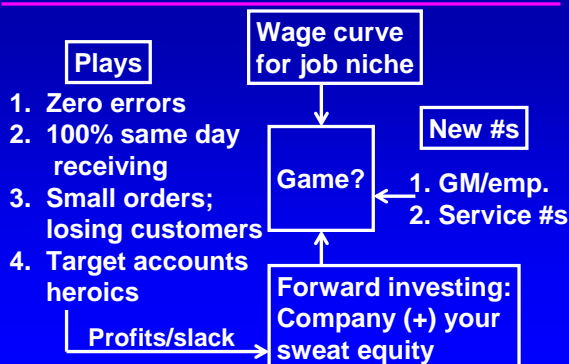 Wage curve
for job niche
Plays
1. Zero errors
2. 100% same day
receiving
3. Small orders;
losing customers
4. Target accounts
heroics
Game?
New #s
1. GM/emp.
2. Service #s
Profits/slack
Forward investing:
Company (+) your
sweat equity